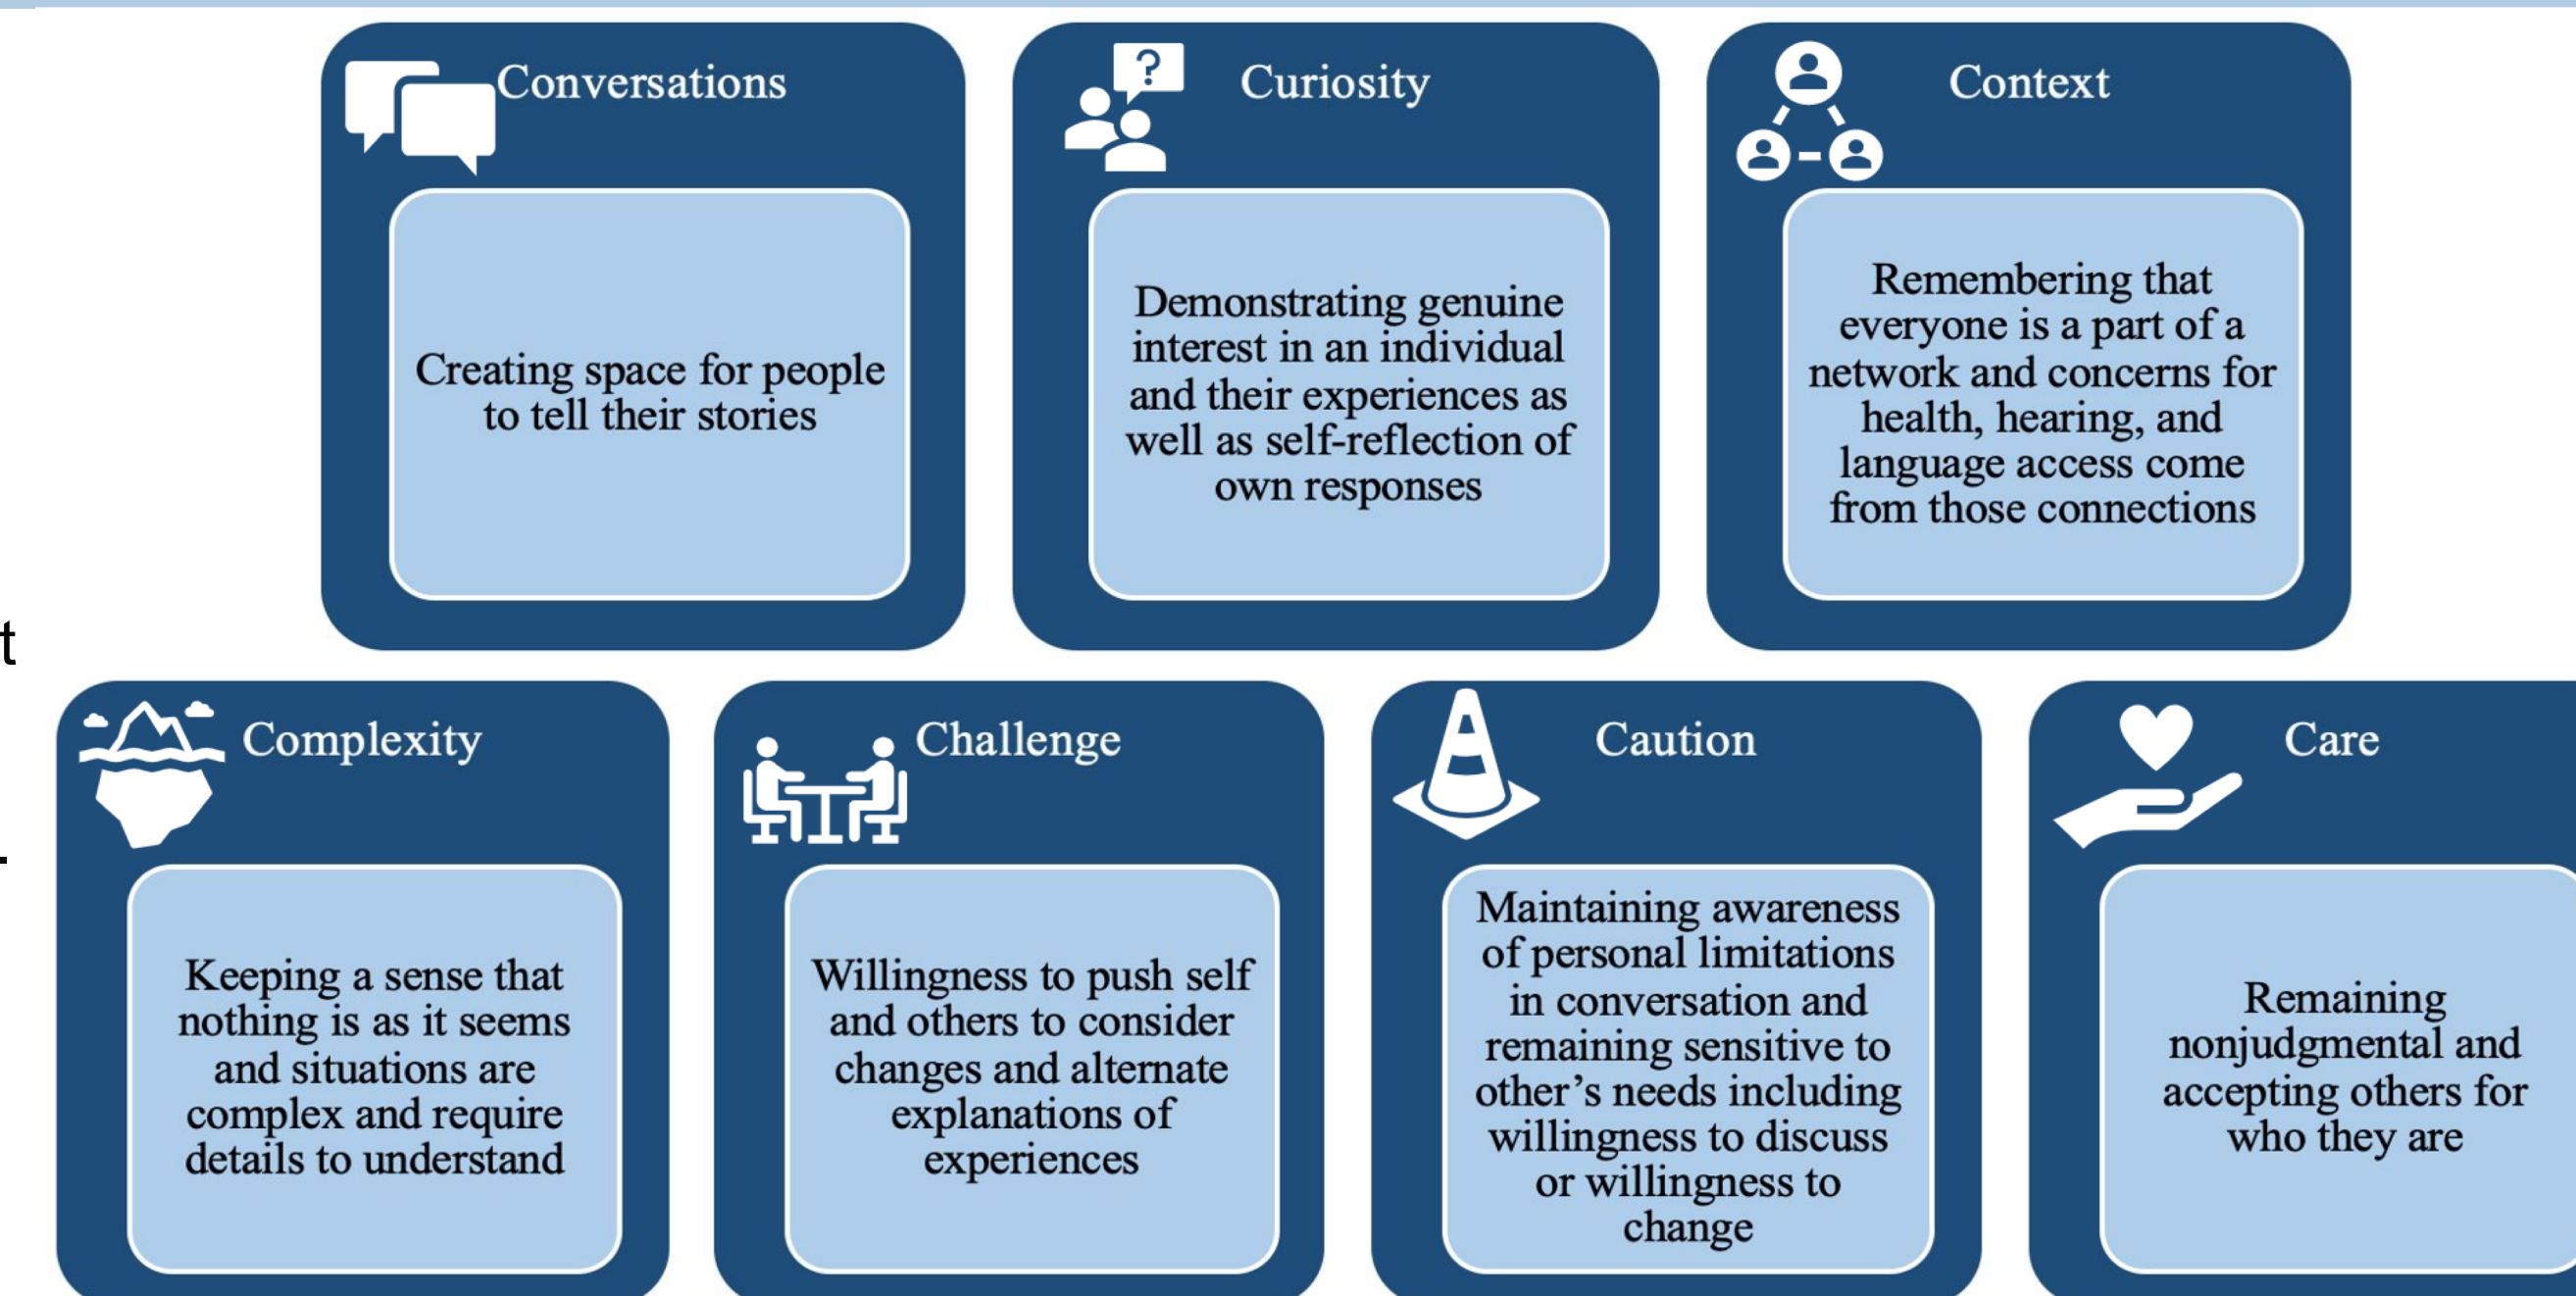 Conversations
Creating space for people
to tell their stories
?
Curiosity
Demonstrating genuine
interest in an individual
and their experiences as
well as self-reflection of
own responses
Context
Remembering that
everyone is a part of a
network and concerns for
health, hearing, and
language access come
from those connections
t
Complexity
Keeping a sense that
nothing is as it seems
and situations are
complex and require
details to understand
Challenge
Willingness to push self
and others to consider
changes and alternate
explanations of
experiences
Caution
Maintaining awareness
of personal limitations
in conversation and
remaining sensitive to
other’s needs including
willingness to discuss
or willingness to
change
Care
Remaining
nonjudgmental and
accepting others for
who they are